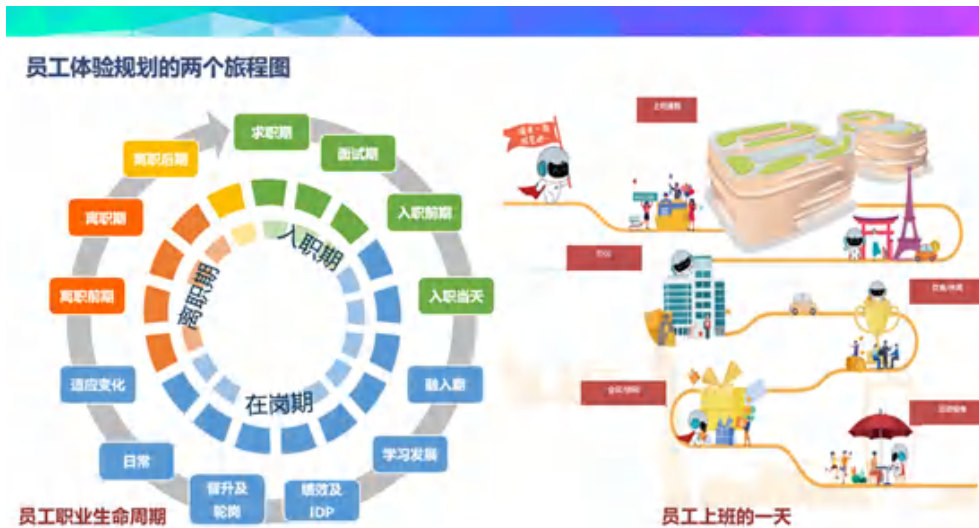 员工体验规划的两个旅程图
求职期
面试期
入职前期
入职当天
融入期
学习发展
绩效及
IDP
晋升及
轮岗
日常
适应变化
离职前期
离职期
离职后期
入职期
在岗期
离职期
员工职业生命周期
员工上班的一天